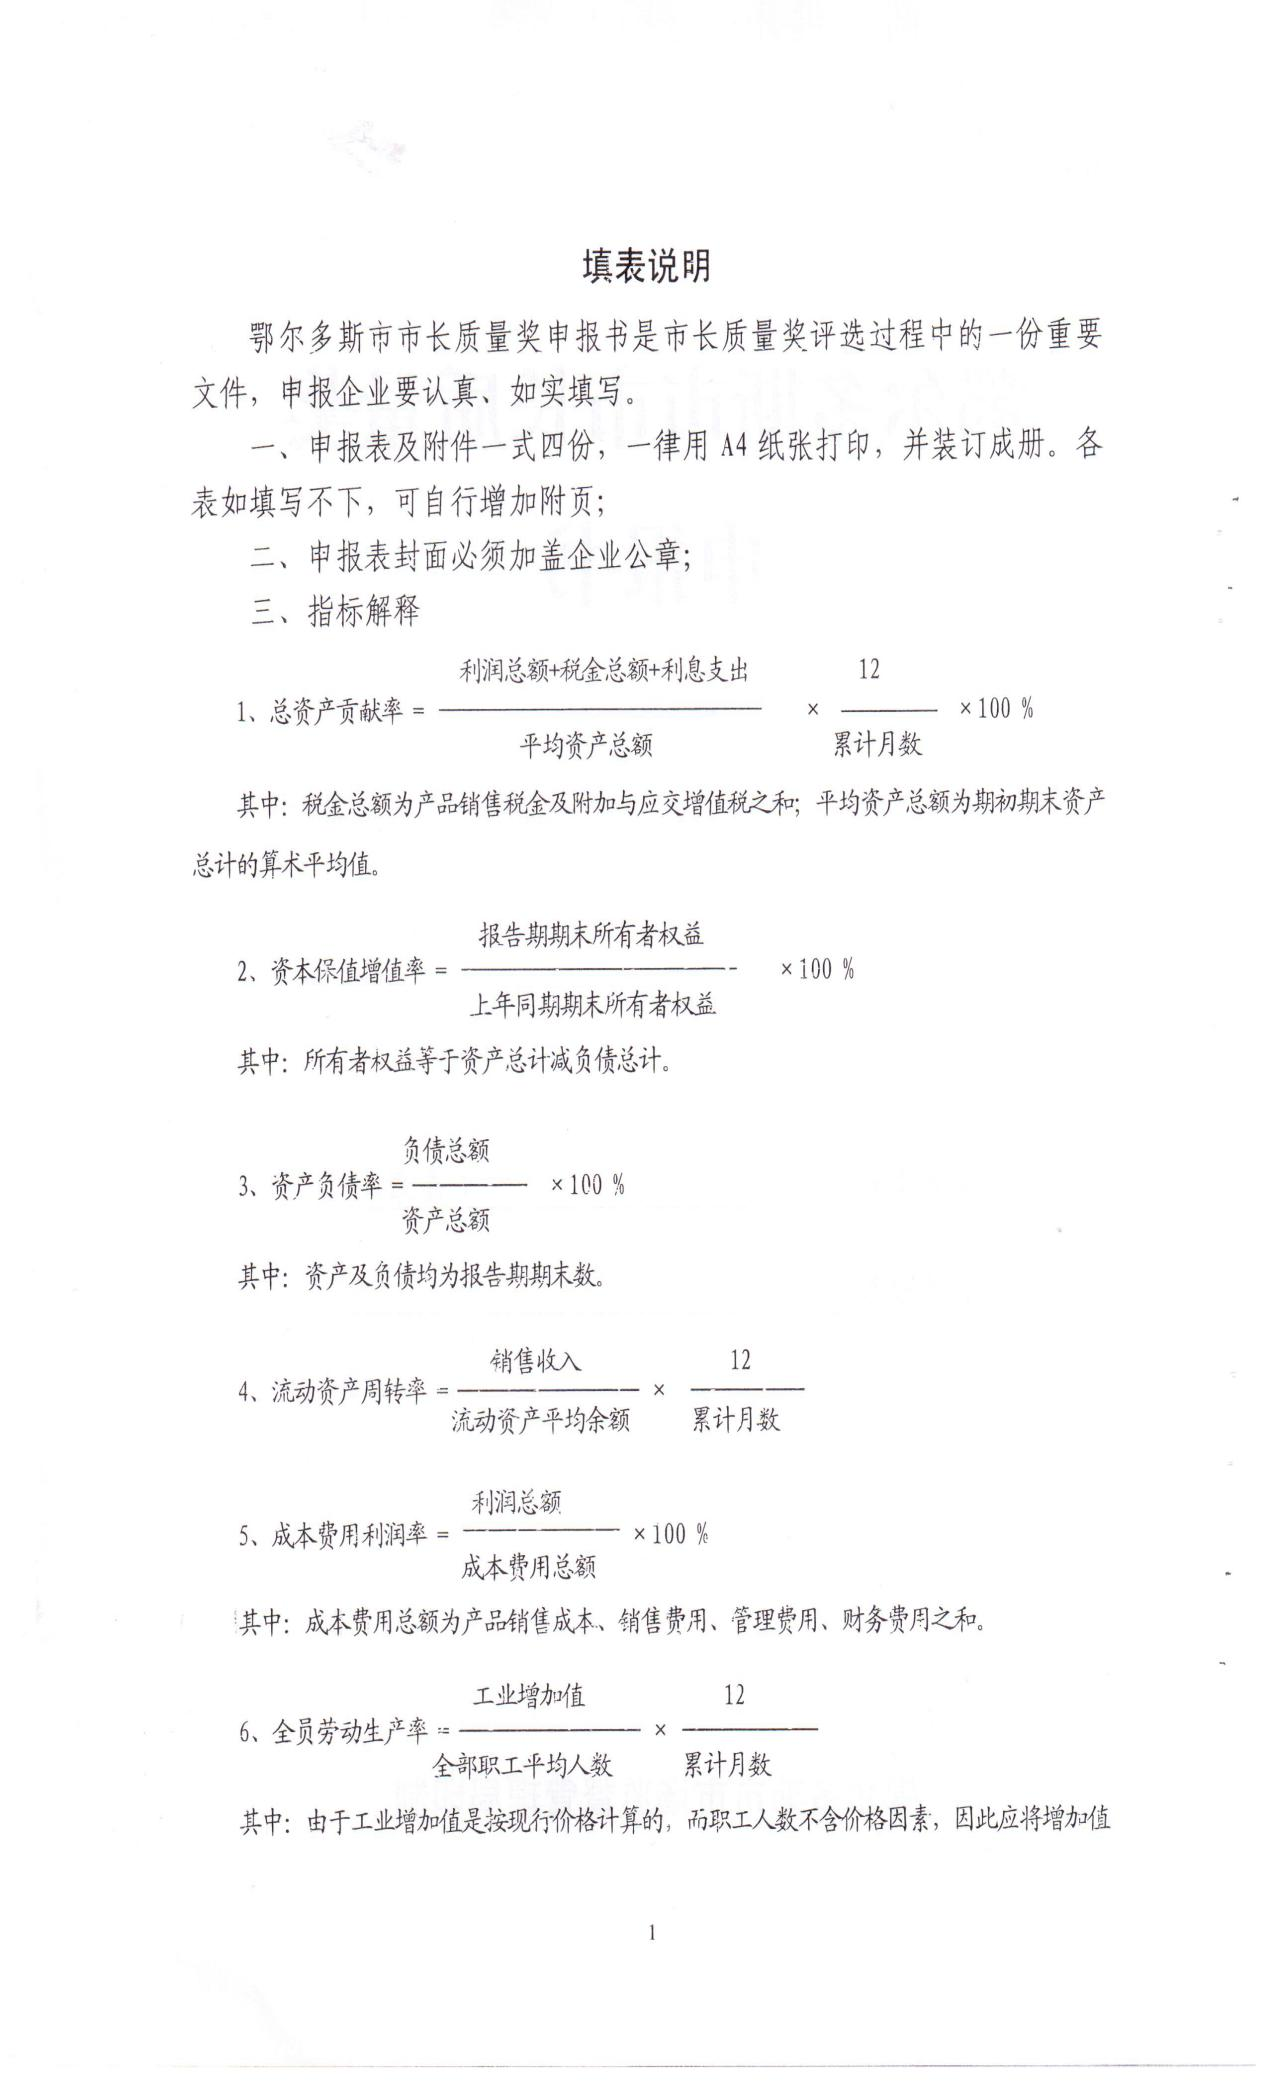 填表说明
鄂尔多斯市市长质量奖申报书是市长质量奖评选过程中的一份重要
文件，申报企业要认真、如实填写。
一、申报表及附件一式四份，一律用 A4 纸张打印，并装订成册。各
表如填写不下，可自行增加附页；
二、申报表封面必须加盖企业公章；
三、指标解释
利润总额+税金总额+利息支出 12
1、总资产贡献率 = ———————————— × ———— ×100 %
平均资产总额 累计月数
其中：税金总额为产品销售税金及附加与应交增值税之和；平均资产总额为期初期末资产
总计的算术平均值。
报告期期末所有者权益
2、资本保值增值率 = —————————— ×100 %
上年同期期末所有者权益
其中：所有者权益等于资产总计减负债总计。
负债总额
3、资产负债率 = ————— ×100 %
资产总额
其中：资产及负债均为报告期期末数。
销售收入 12
4、流动资产周转率 = ———————— × —————
流动资产平均余额 累计月数
利润总额
5、成本费用利润率 = ——————— ×100 %
成本费用总额
其中：成本费用总额为产品销售成本、销售费用、管理费用、财务费用之和。
工业增加值 12
6、全员劳动生产率 = ———————— × ——————
全部职工平均人数 累计月数
其中：由于工业增加值是按现行价格计算的，而职工人数不含价格因素，因此应将增加值
1